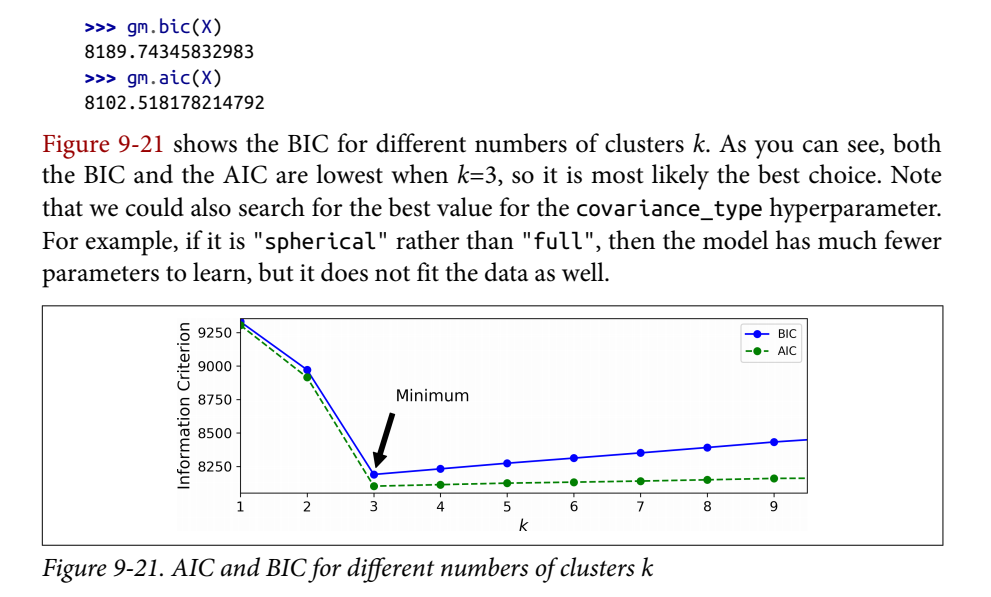 >>> gm.bic(X)
8189.74345832983
>>> gm.aic(X)
8102.518178214792
Figure 9-21 shows the BIC for different numbers of clusters k. As you can see, both
the BIC and the AIC are lowest when k=3, so it is most likely the best choice. Note
that we could also search for the best value for the covariance_type hyperparameter.
For example, if it is "spherical" rather than "full", then the model has much fewer
parameters to learn, but it does not fit the data as well.
Information Criterion
9250
9000
8750
8500
8250
BIC
AIC
Minimum
1 2 3 4 5 6 7 8 9
k
Figure 9-21. AIC and BIC for different numbers of clusters k